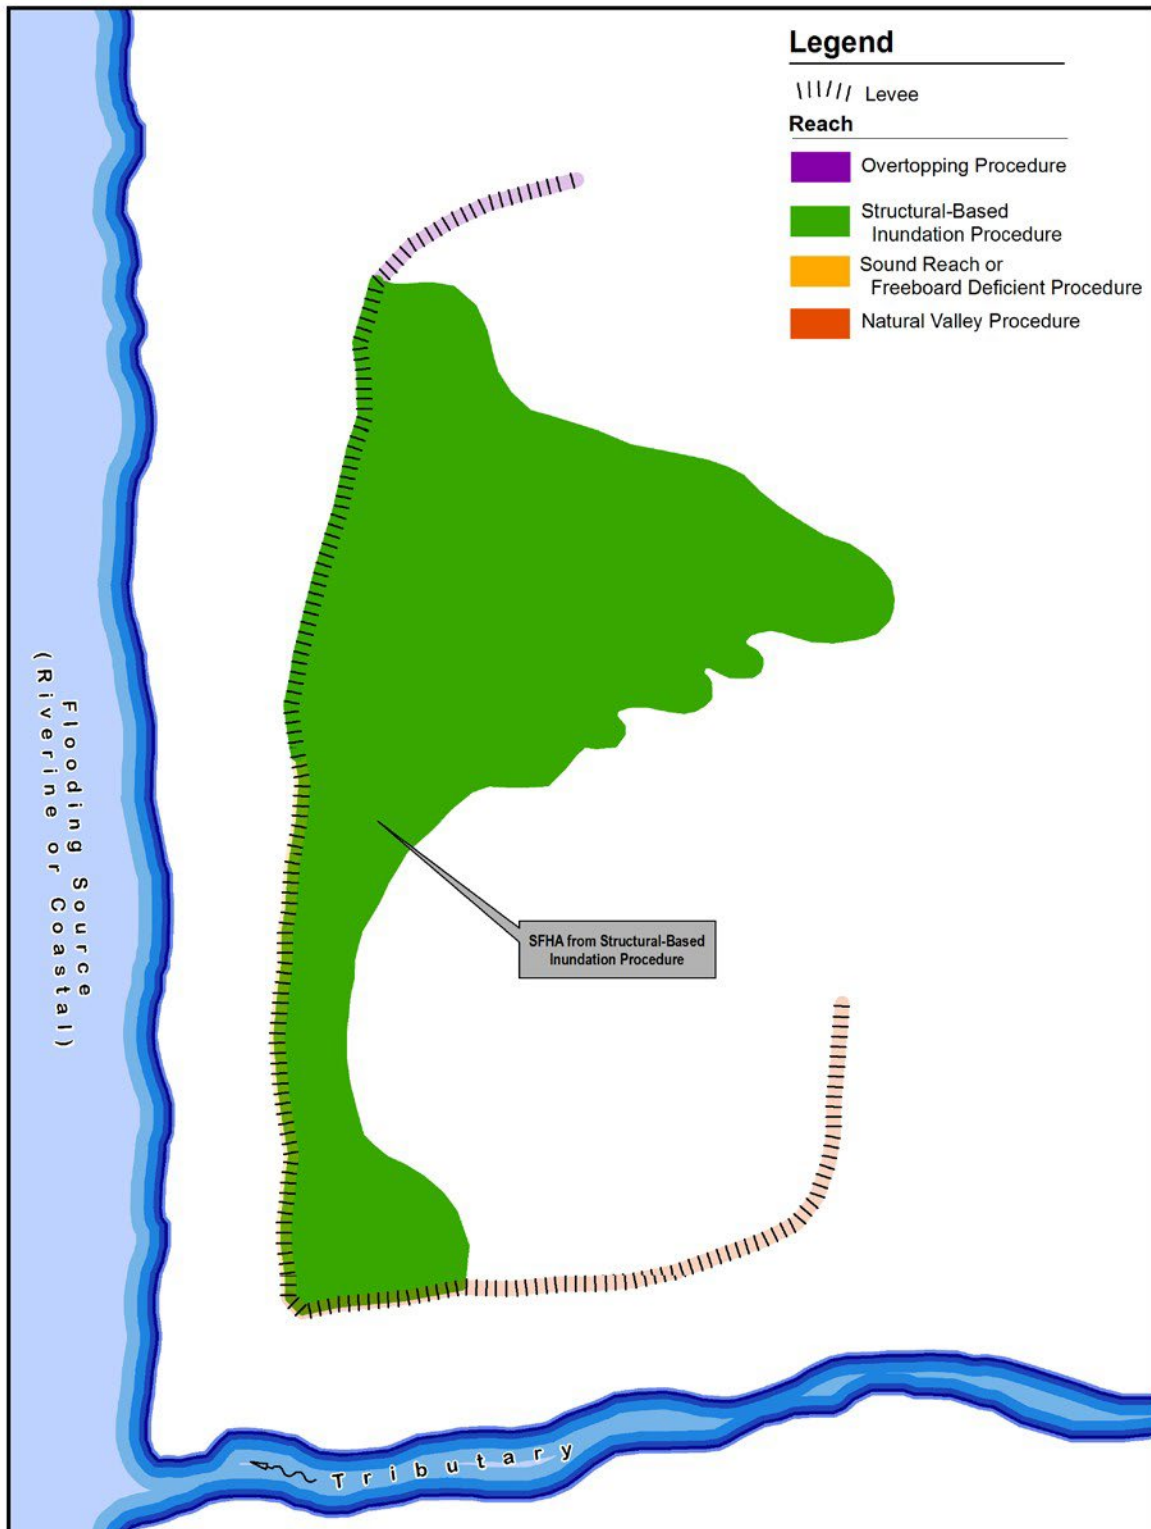 Legend
Levee
Reach
Overtopping Procedure
Structural-Based
Inundation Procedure
Sound Reach or
Freeboard Deficient Procedure
Natural Valley Procedure
Flooding Source
(Riverine or Coastal)
SFHA from Structural-Based
Inundation Procedure
Tributary